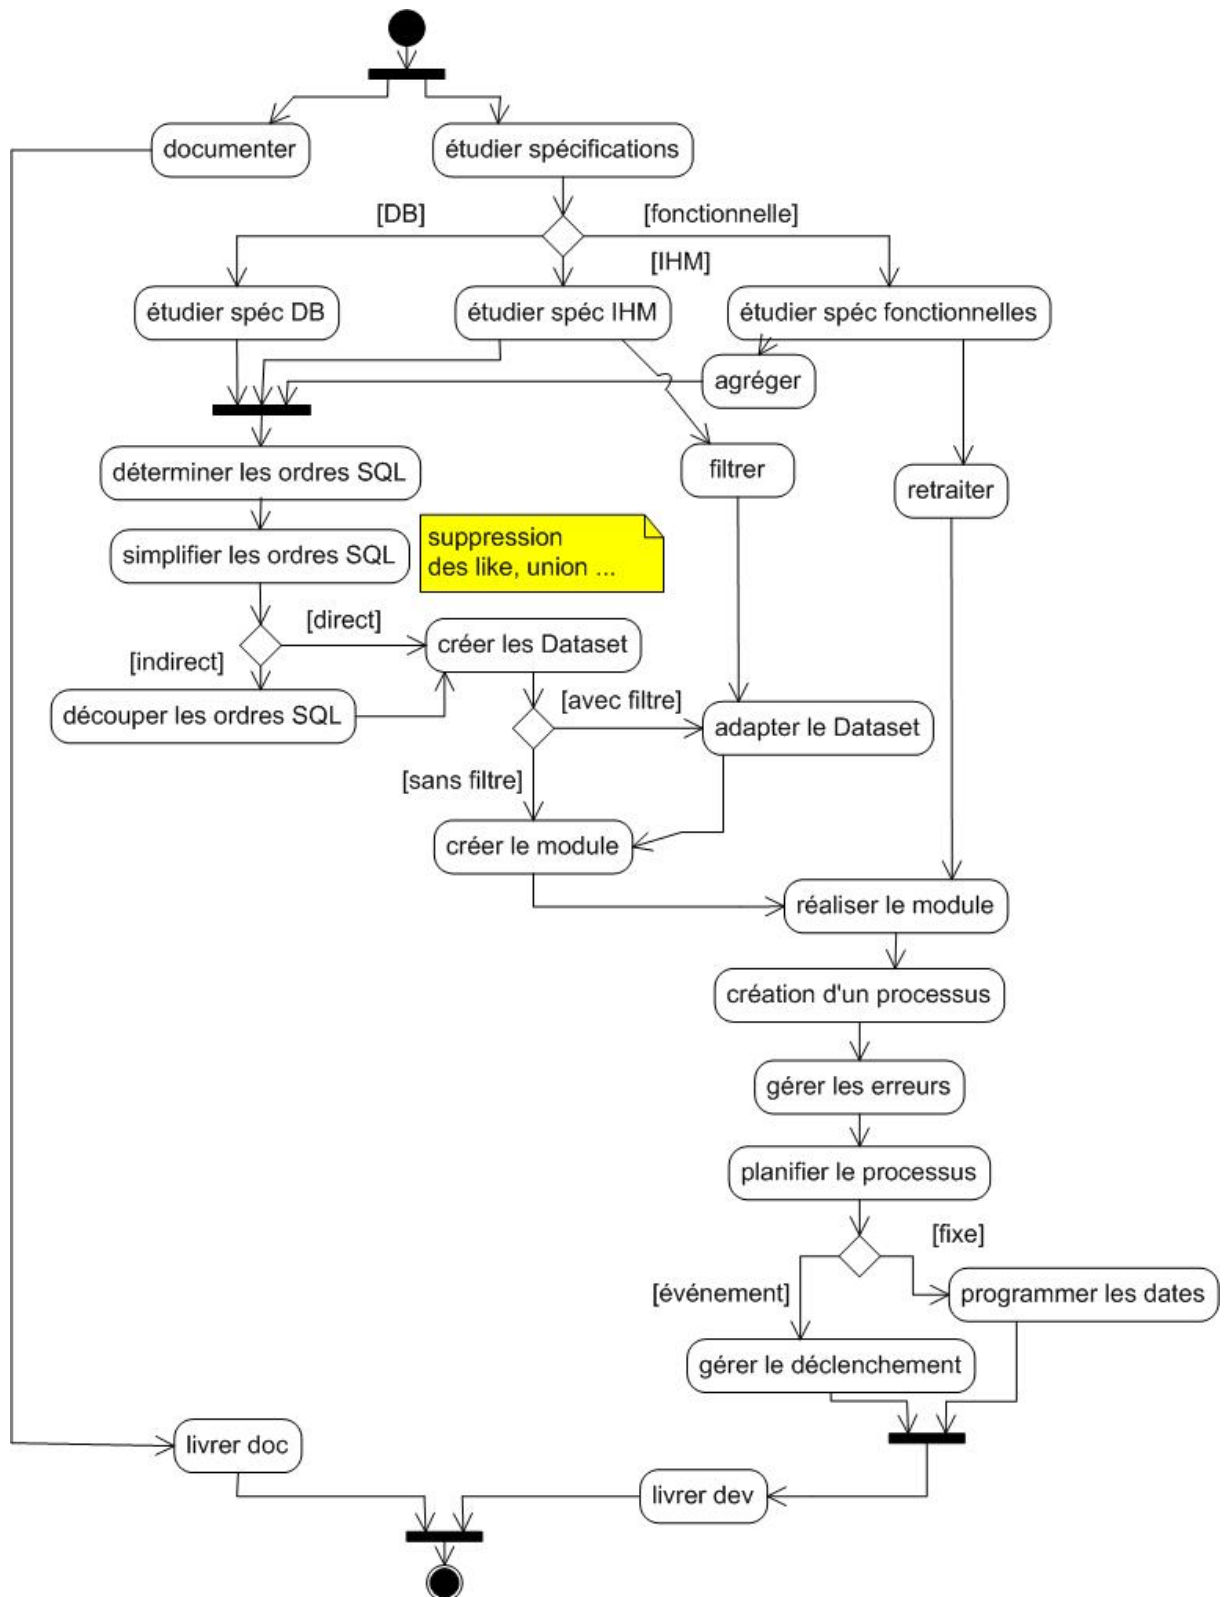 documenter
étudier spécifications
[DB]
[fonctionnelle]
[IHM]
étudier spéc DB
étudier spéc IHM
étudier spéc fonctionnelles
agréger
déterminer les ordres SQL
filtrer
retraiter
simplifier les ordres SQL
suppression
des like, union ...
[direct]
créer les Dataset
[indirect]
découper les ordres SQL
[avec filtre]
adapter le Dataset
[sans filtre]
créer le module
réaliser le module
création d'un processus
gérer les erreurs
planifier le processus
[fixe]
[événement]
programmer les dates
gérer le déclenchement
livrer doc
livrer dev